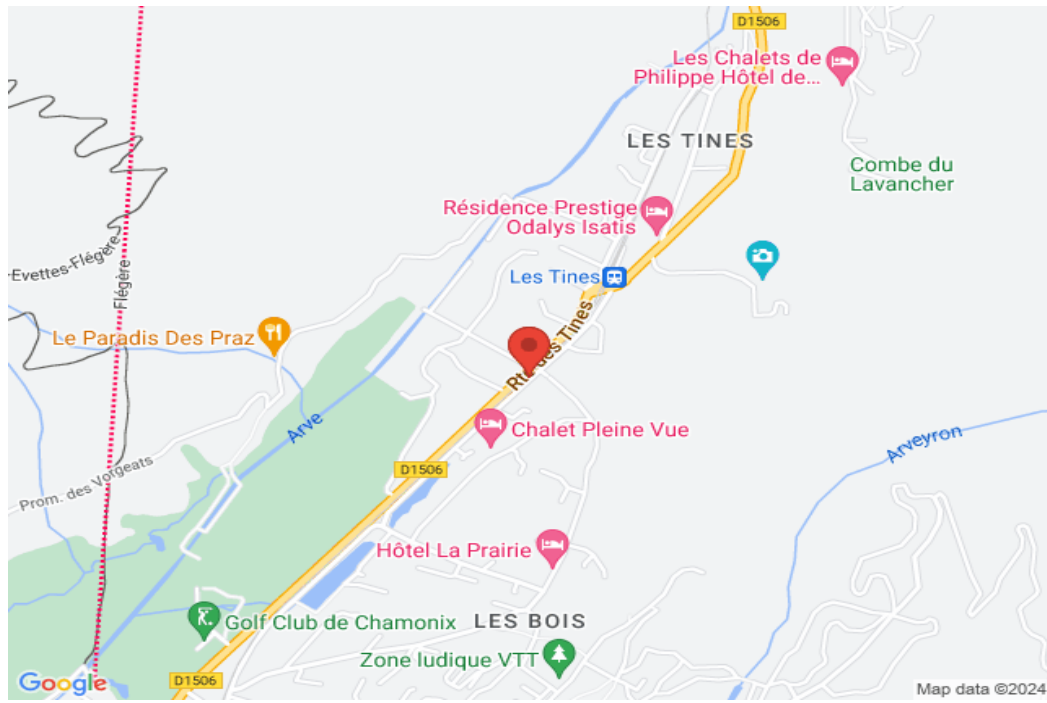 D1506
Les Chalets de
Philippe Hôtel de...
LES TINES
Combe du
Lavancher
Résidence Prestige
Odalys Isatis
-Evettes-Flégère
Les Tines
Flégère
Le Paradis Des Praz
Rte des Tines
Arve
Chalet Pleine Vue
Arveyron
D1506
Prom. des Vorgeats
Hôtel La Prairie
Golf Club de Chamonix
LES BOIS
Zone ludique VTT
D1506
Google
Map data ©2024